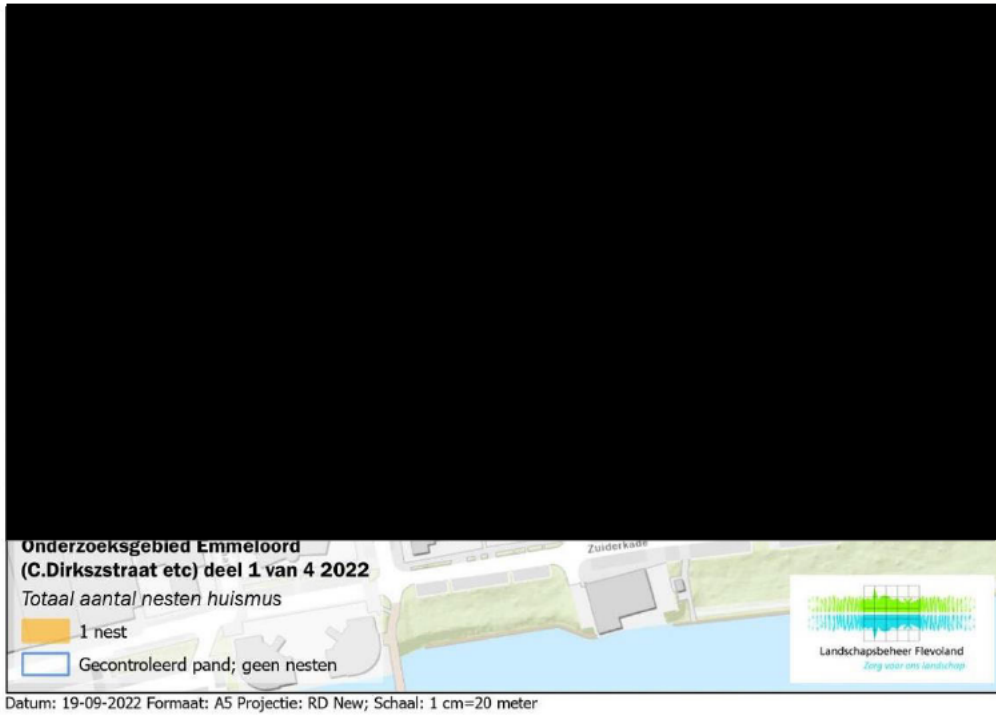 Onderzoeksgebied Emmeloord
(C.Dirkszstraat etc) deel 1 van 4 2022
Totaal aantal nesten huismus
1 nest
Gecontroleerd pand; geen nesten
Zuiderkade
Landschapsbeheer Flevoland
Zorg voor ons landschap
Datum: 19-09-2022 Formaat: A5 Projectie: RD New; Schaal: 1 cm=20 meter